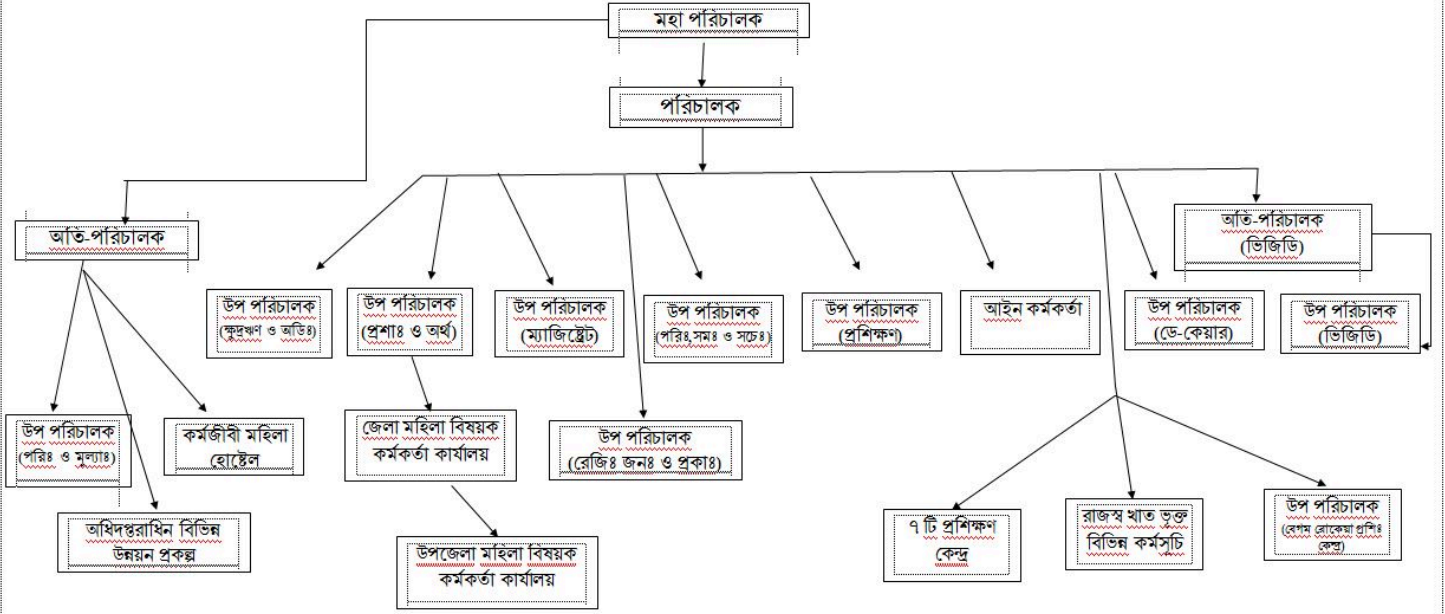 মহা পরিচালক
পরিচালক
অতি-পরিচালক
অতি-পরিচালক
(ভিজিডি)
উপ পরিচালক
(ক্ষুদ্রঋণ ও অডিঃ)
উপ পরিচালক
(প্রশাঃ ও অর্থ)
উপ পরিচালক
(ম্যাজিষ্ট্রেট)
উপ পরিচালক
(পরিঃ,সমঃ ও সচেঃ)
উপ পরিচালক
(প্রশিক্ষণ)
আইন কর্মকর্তা
উপ পরিচালক
(ডে-কেয়ার)
উপ পরিচালক
(ভিজিডি)
উপ পরিচালক
(পরিঃ ও মুল্যাঃ)
কর্মজীবী মহিলা
হোষ্টেল
জেলা মহিলা বিষয়ক
কর্মকর্তা কার্যালয়
উপ পরিচালক
(রেজিঃ জনঃ ও প্রকাঃ)
অধিদপ্তরাধিন বিভিন্ন
উন্নয়ন প্রকল্প
উপজেলা মহিলা বিষয়ক
কর্মকর্তা কার্যালয়
৭ টি প্রশিক্ষণ
কেন্দ্র
রাজস্ব খাত ভূক্ত
বিভিন্ন কর্মসূচি
উপ পরিচালক
(বেগম রোকেয়া প্রশিঃ
কেন্দ্র)